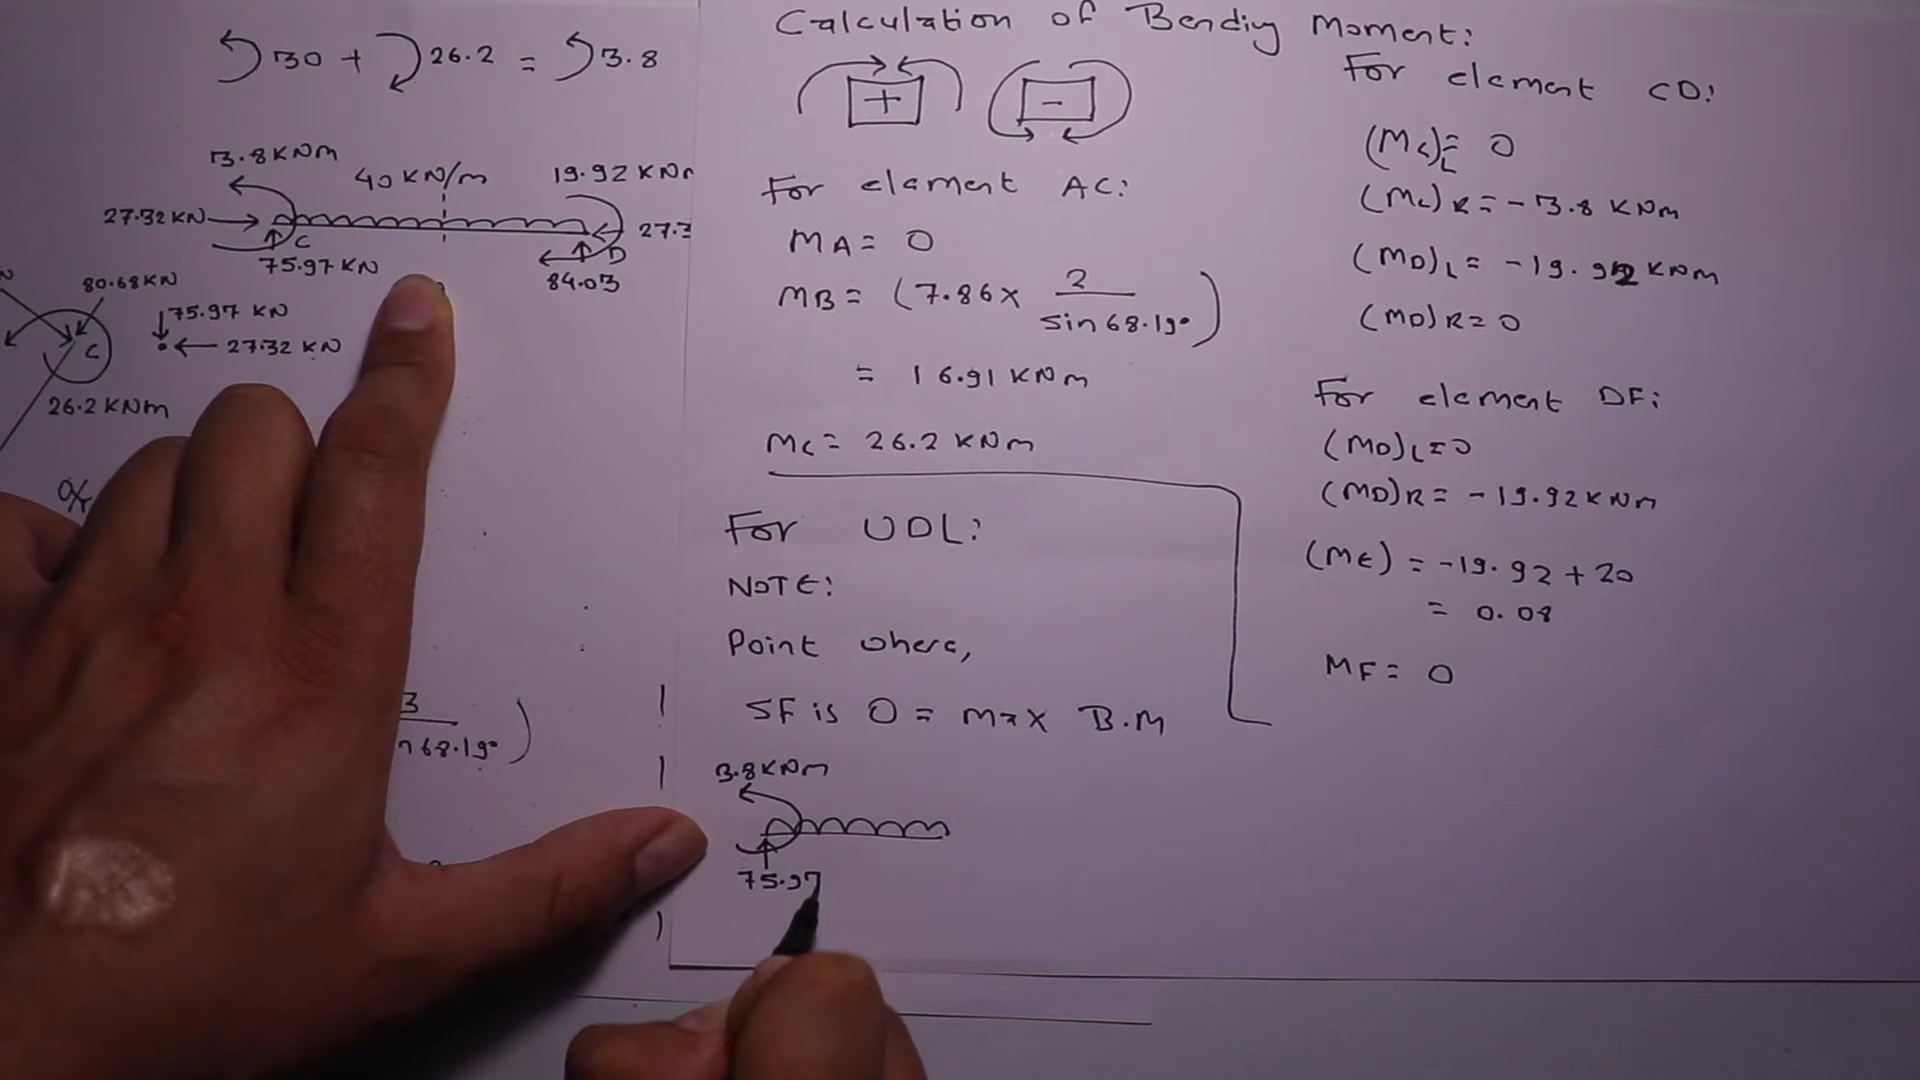 30 + 26.2 = 3.8
3.8 KNm
40 KN/m
19.92 KN
27.32 KN
27.3
C
D
75.97 KN
84.03
80.68 KN
75.97 KN
C
27.32 KN
26.2 KNm
3
68.19°
Calculation of Bending Moment:
+ -
For element AC:
MA = 0
MB = (7.86 x 2
sin 68.19°)
= 16.91 KNm
Mc = 26.2 KNm
For UDL:
NOTE:
Point where,
SF is 0 = max B.M
3.8 KNm
75.97
For element CD:
(Mc)L = 0
(Mc)R = - 3.8 KNm
(MD)L = - 19.92 KNm
(MD)R = 0
For element DF:
(MD)L = 0
(MD)R = - 19.92 KNm
(ME) = -19.92 + 20
= 0.08
MF = 0